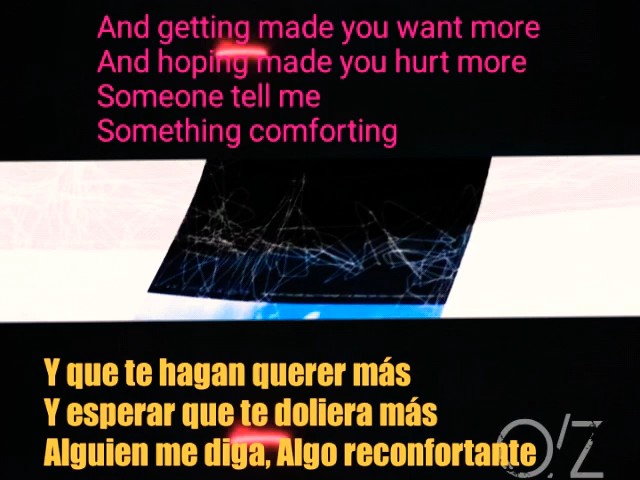 And getting made you want more
And hoping made you hurt more
Someone tell me
Something comforting
Y que te hagan querer más
Y esperar que te doliera más
Alguien me diga, Algo reconfortante
O/Z